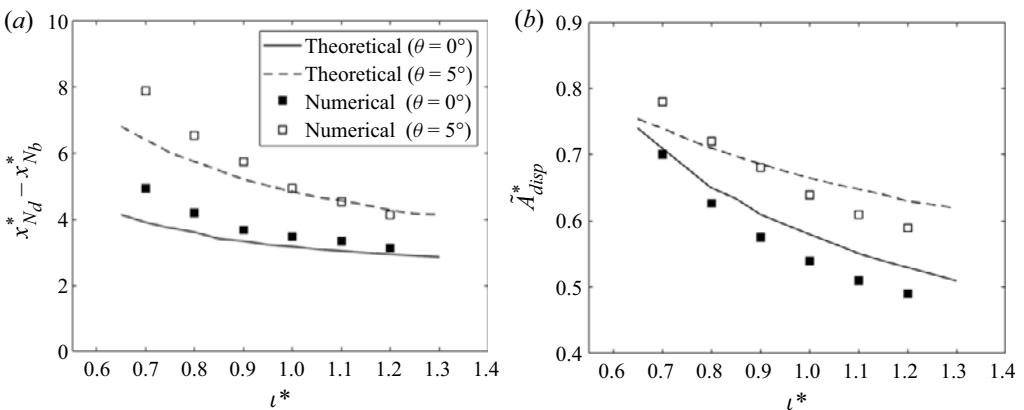 (a)
10
8
6
4
2
0
x*Nd – x*Nb
Theoretical (θ = 0°)
Theoretical (θ = 5°)
Numerical (θ = 0°)
Numerical (θ = 5°)
0.6 0.7 0.8 0.9 1.0 1.1 1.2 1.3 1.4
ι*
(b)
0.9
0.8
0.7
0.6
0.5
0.4
Ã*disp
0.6 0.7 0.8 0.9 1.0 1.1 1.2 1.3 1.4
ι*